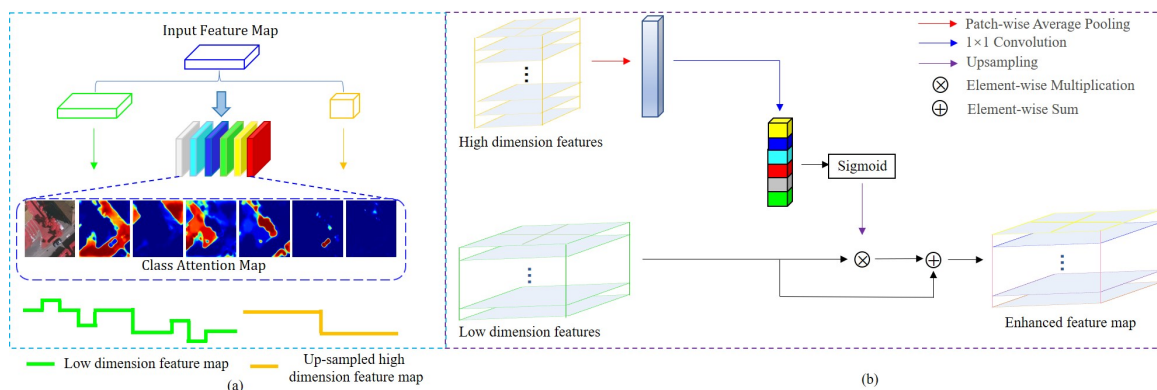 Input Feature Map
Class Attention Map
Low dimension feature map
Up-sampled high
dimension feature map
(a)
High dimension features
Patch-wise Average Pooling
1×1 Convolution
Upsampling
Element-wise Multiplication
Element-wise Sum
Sigmoid
Low dimension features
Enhanced feature map
(b)